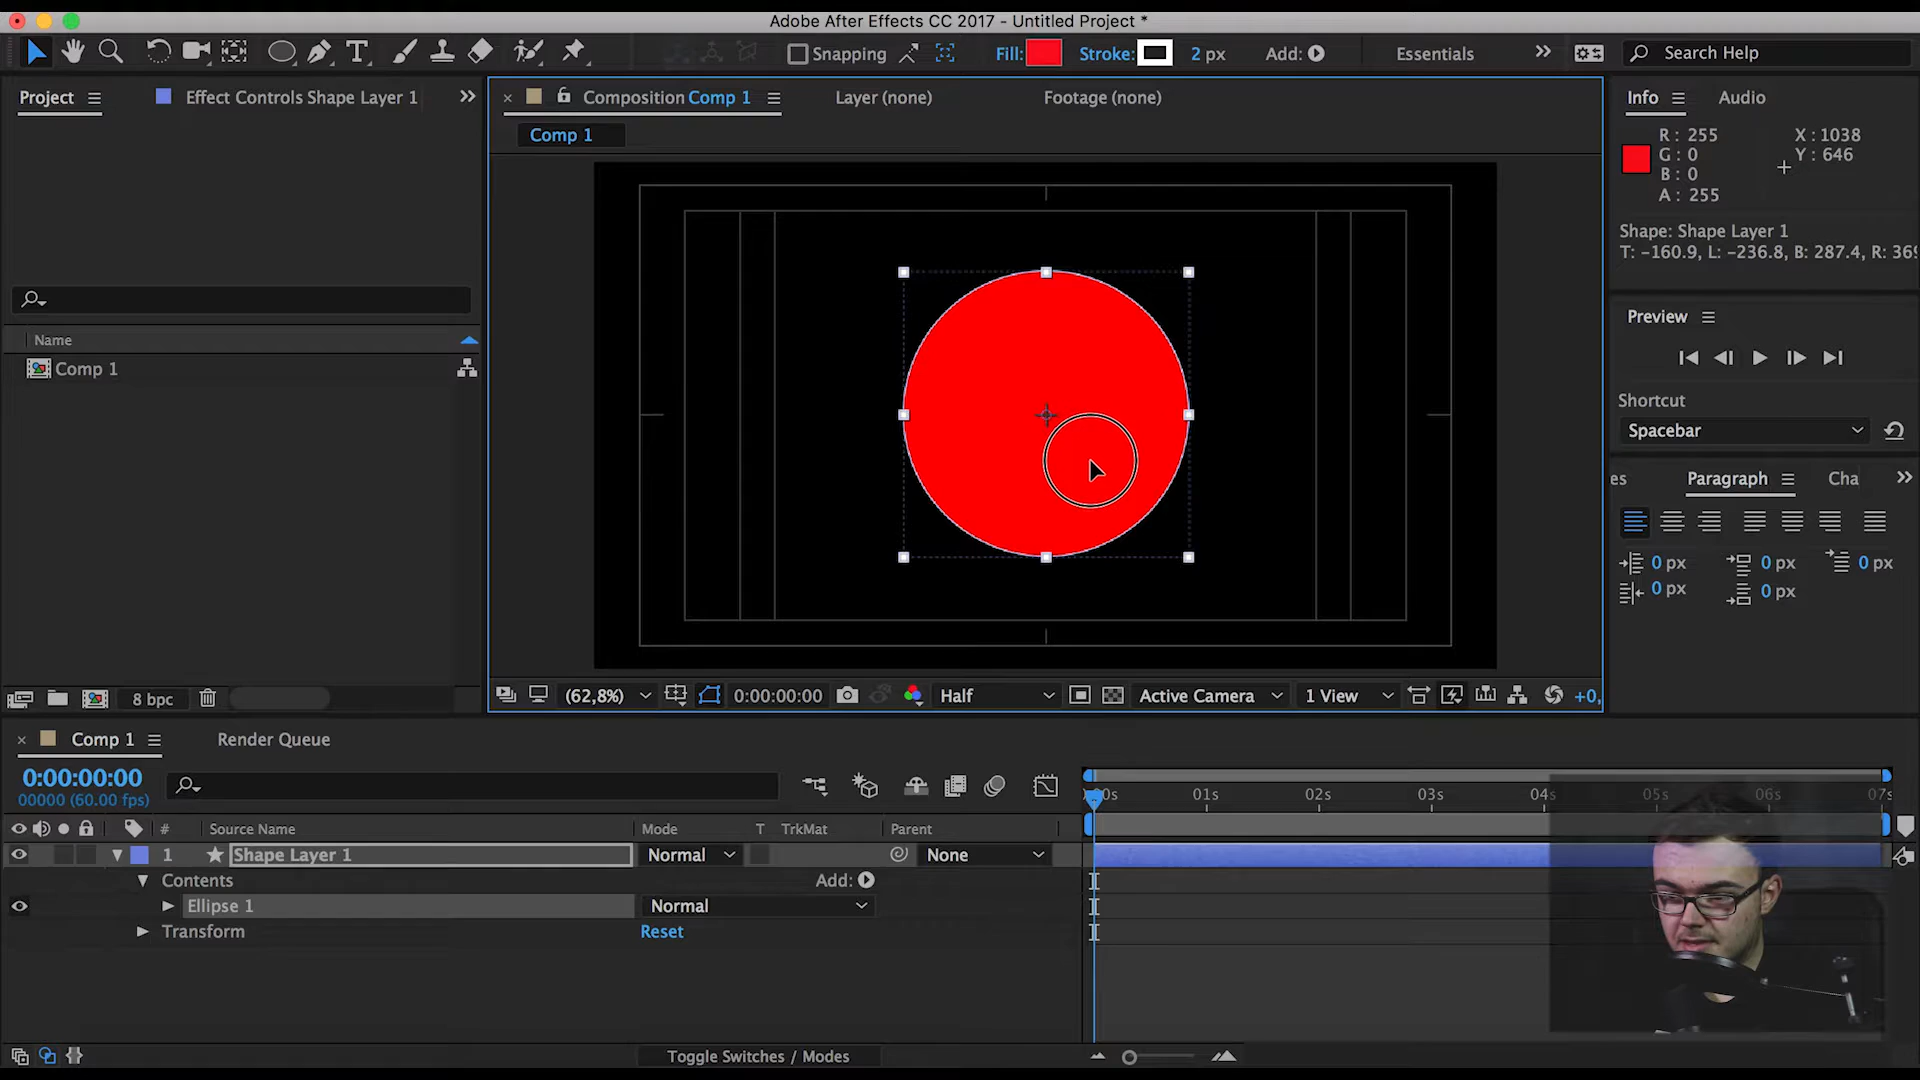 Adobe After Effects CC 2017 - Untitled Project *
Snapping
Fill:
Stroke:
2 px
Add:
Essentials
Search Help
Project
Effect Controls Shape Layer 1
Composition Comp 1
Layer (none)
Footage (none)
Info
Audio
Comp 1
R : 255
G : 0
B : 0
A : 255
X : 1038
Y : 646
Shape: Shape Layer 1
T: -160.9, L: -236.8, B: 287.4, R: 369
Name
Comp 1
Preview
Shortcut
Spacebar
es
Paragraph
Cha
0 px
0 px
0 px
0 px
0 px
8 bpc
(62,8%)
0:00:00:00
Half
Active Camera
1 View
+0,
Comp 1
Render Queue
0:00:00:00
00000 (60.00 fps)
00s
01s
02s
03s
04s
05s
06s
07s
#
Source Name
Mode
T
TrkMat
Parent
1
Shape Layer 1
Normal
None
Contents
Add:
Ellipse 1
Normal
Transform
Reset
Toggle Switches / Modes